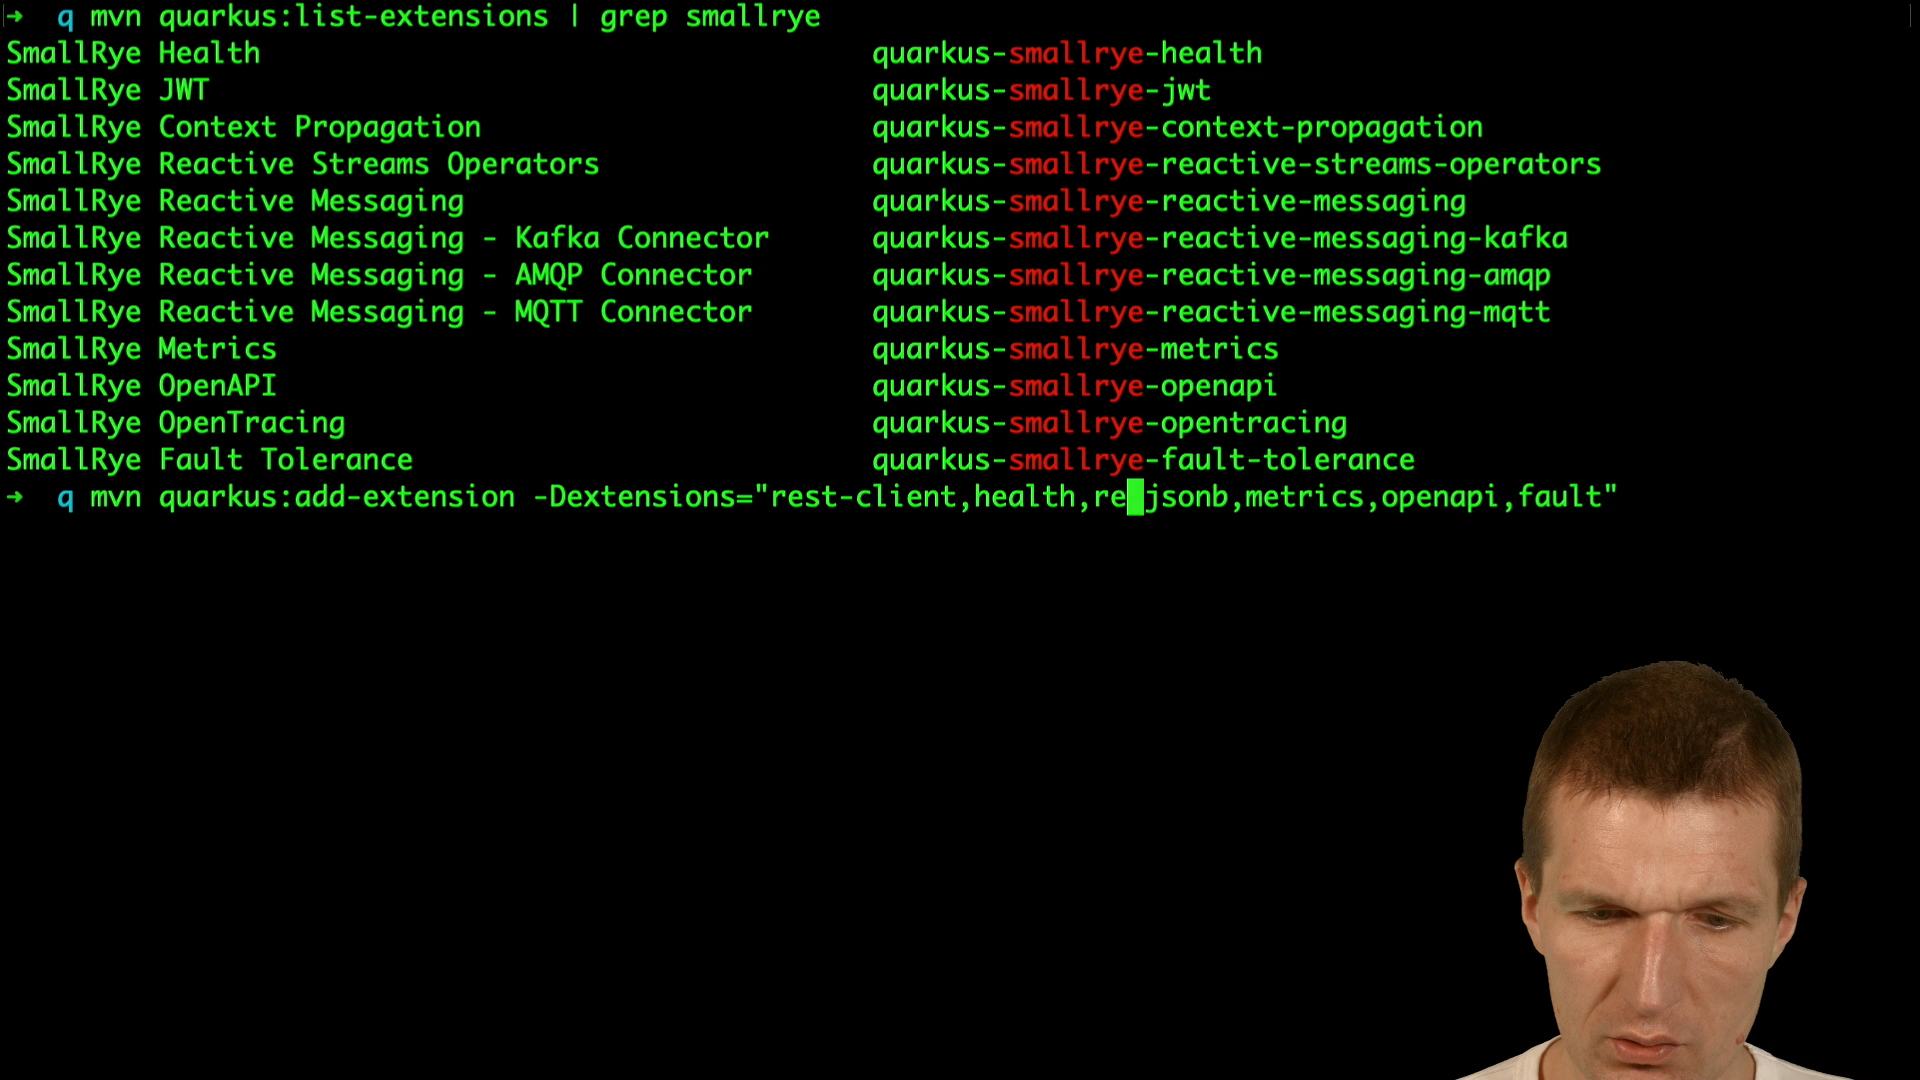 ➜ q mvn quarkus:list-extensions | grep smallrye
SmallRye Health quarkus-smallrye-health
SmallRye JWT quarkus-smallrye-jwt
SmallRye Context Propagation quarkus-smallrye-context-propagation
SmallRye Reactive Streams Operators quarkus-smallrye-reactive-streams-operators
SmallRye Reactive Messaging quarkus-smallrye-reactive-messaging
SmallRye Reactive Messaging - Kafka Connector quarkus-smallrye-reactive-messaging-kafka
SmallRye Reactive Messaging - AMQP Connector quarkus-smallrye-reactive-messaging-amqp
SmallRye Reactive Messaging - MQTT Connector quarkus-smallrye-reactive-messaging-mqtt
SmallRye Metrics quarkus-smallrye-metrics
SmallRye OpenAPI quarkus-smallrye-openapi
SmallRye OpenTracing quarkus-smallrye-opentracing
SmallRye Fault Tolerance quarkus-smallrye-fault-tolerance
➜ q mvn quarkus:add-extension -Dextensions="rest-client,health,re jsonb,metrics,openapi,fault"